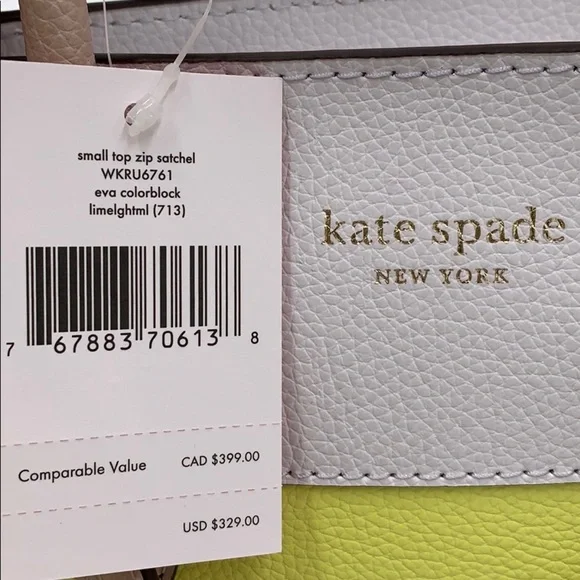 small top zip satchel
WKRU6761
eva colorblock
limelghtml (713)
7 67883 70613 8
Comparable Value CAD $399.00
USD $329.00
kate spade
NEW YORK